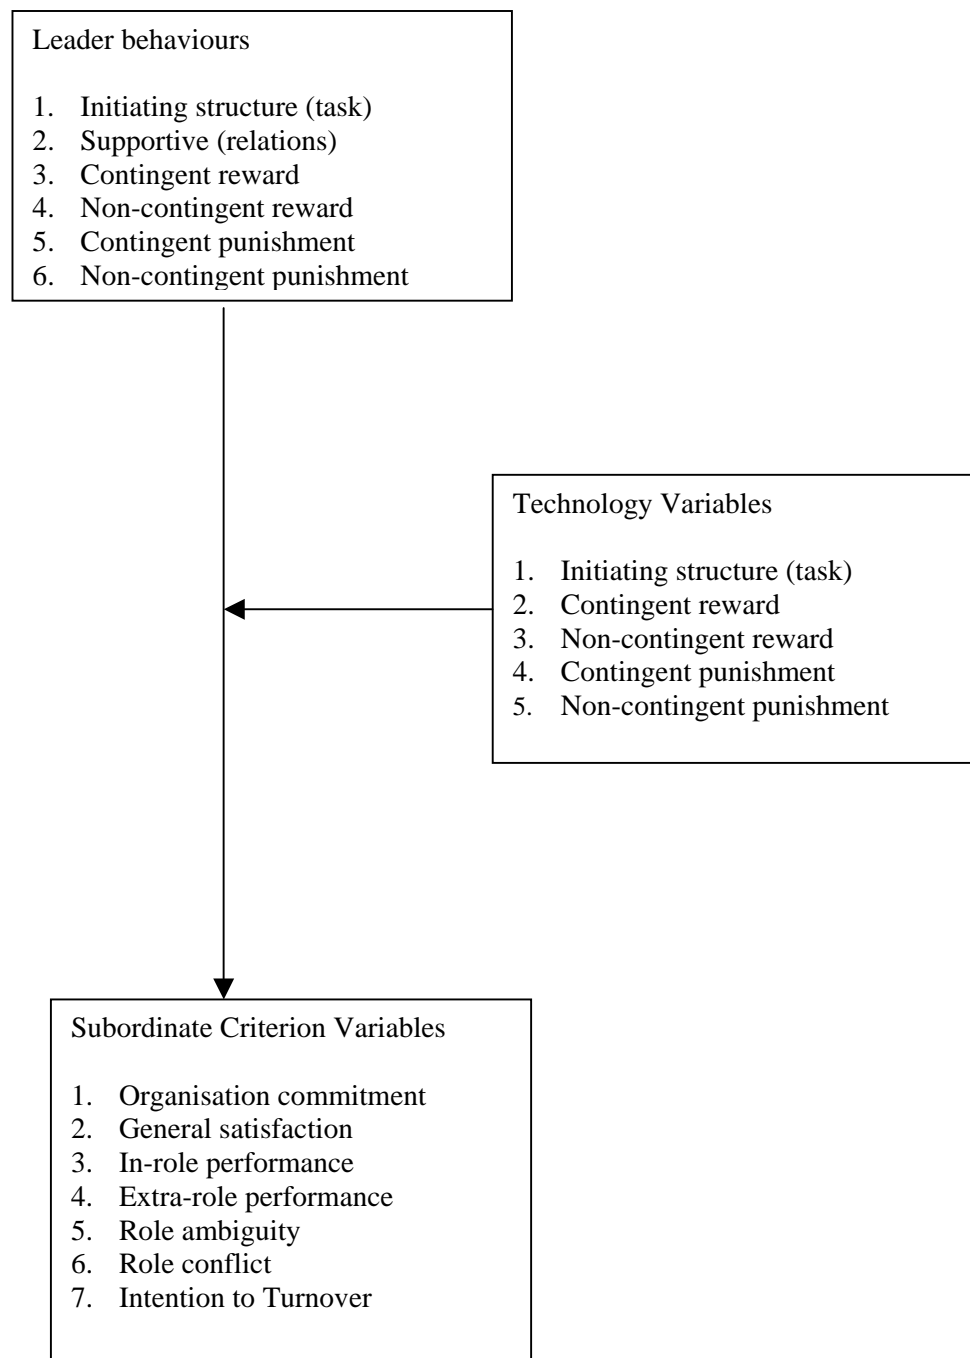 Leader behaviours
1. Initiating structure (task)
2. Supportive (relations)
3. Contingent reward
4. Non-contingent reward
5. Contingent punishment
6. Non-contingent punishment
Technology Variables
1. Initiating structure (task)
2. Contingent reward
3. Non-contingent reward
4. Contingent punishment
5. Non-contingent punishment
Subordinate Criterion Variables
1. Organisation commitment
2. General satisfaction
3. In-role performance
4. Extra-role performance
5. Role ambiguity
6. Role conflict
7. Intention to Turnover